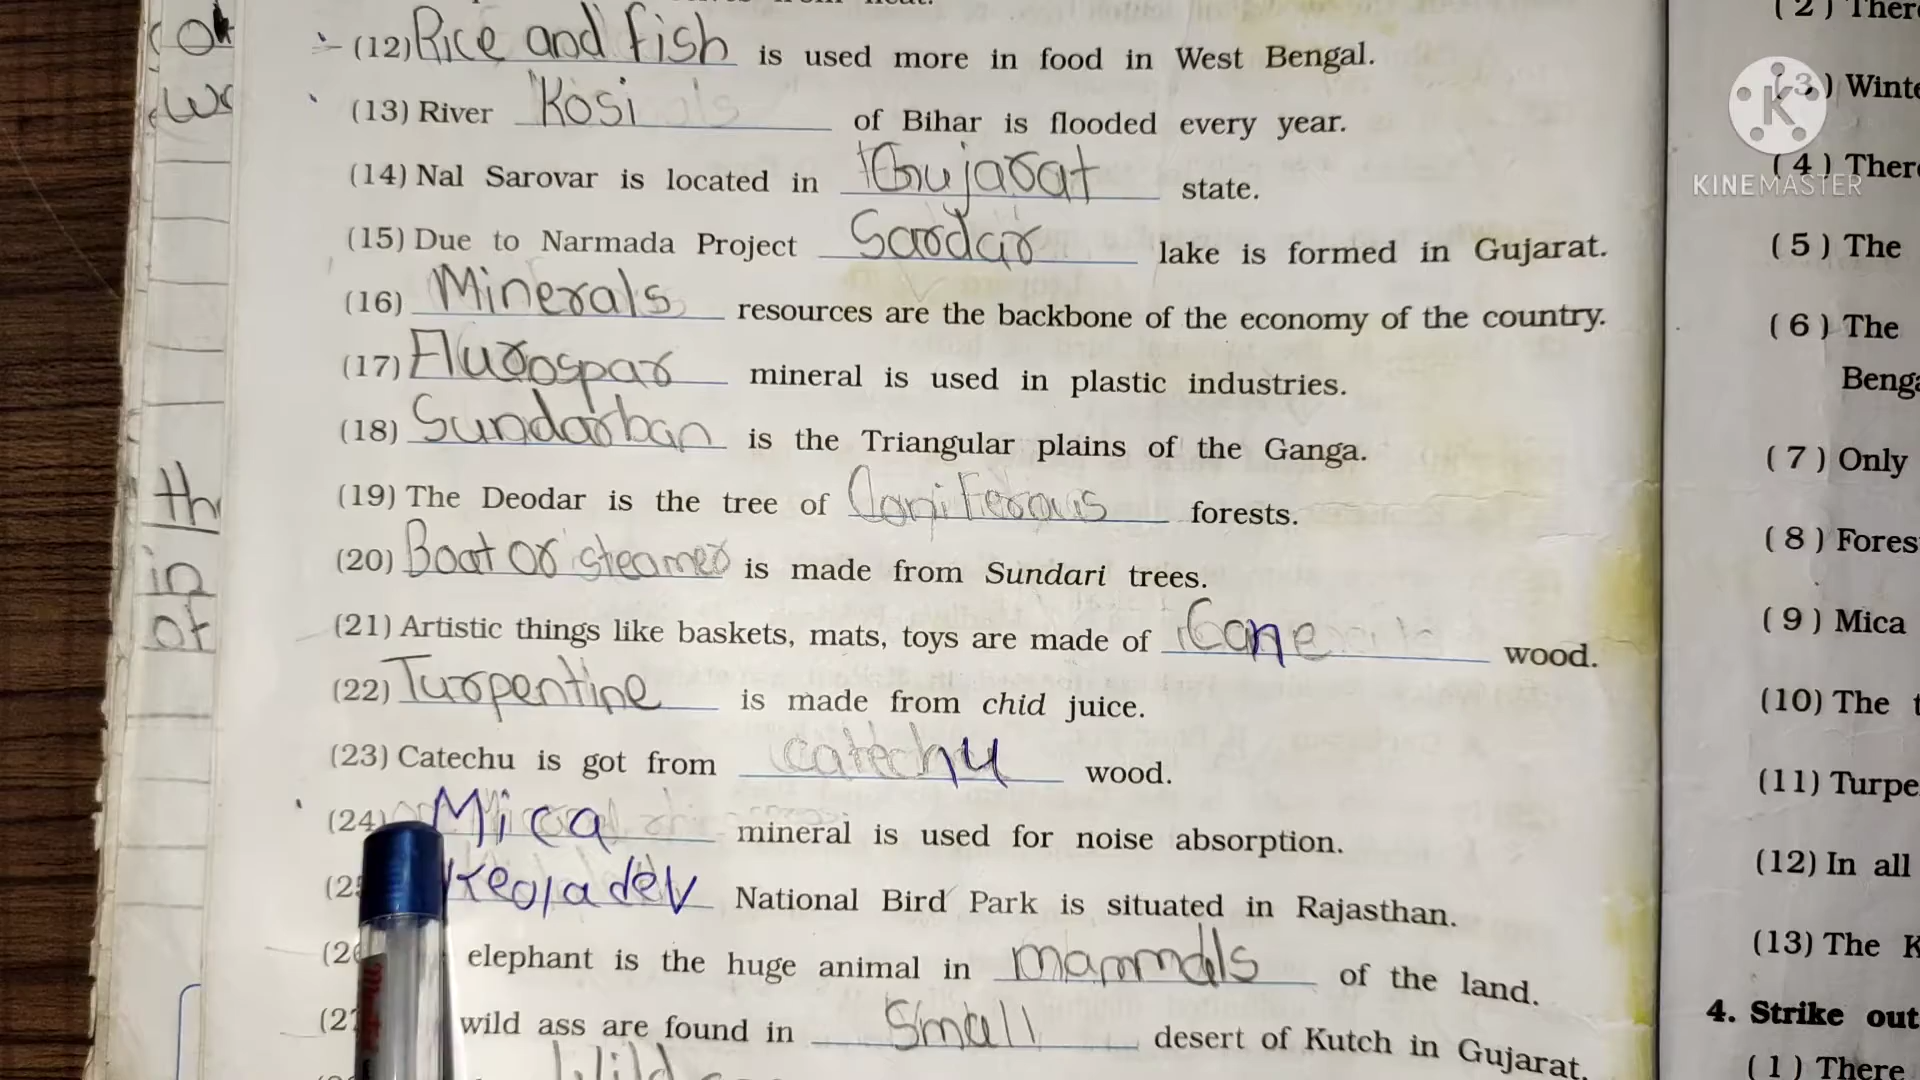 (12) Rice and fish is used more in food in West Bengal.
(13) River Kosi of Bihar is flooded every year.
(14) Nal Sarovar is located in Gujarat state.
(15) Due to Narmada Project Sardar lake is formed in Gujarat.
(16) Minerals resources are the backbone of the economy of the country.
(17) Flurospar mineral is used in plastic industries.
(18) Sundarban is the Triangular plains of the Ganga.
(19) The Deodar is the tree of Coniferous forests.
(20) Boat or steamer is made from Sundari trees.
(21) Artistic things like baskets, mats, toys are made of Cane wood.
(22) Turpentine is made from chid juice.
(23) Catechu is got from catechu wood.
(24) Mica mineral is used for noise absorption.
(2 Keoladev National Bird Park is situated in Rajasthan.
(2 elephant is the huge animal in mammals of the land.
(2 wild ass are found in Small desert of Kutch in Gujarat.
Wild
th
in
of
K
KINEMASTER
(2) There
(3) Winte
(4) There
(5) The
(6) The
Benga
(7) Only
(8) Fores
(9) Mica
(10) The t
(11) Turpe
(12) In all
(13) The K
4. Strike out
(1) There